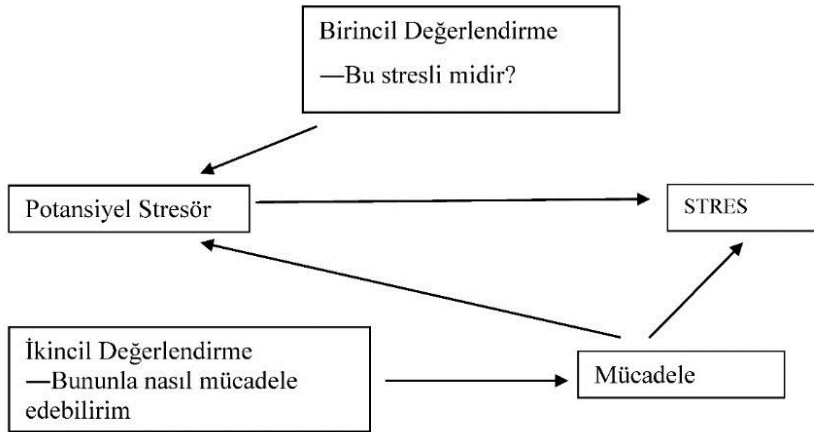 Birincil Değerlendirme
—Bu stresli midir?
Potansiyel Stresör
STRES
İkincil Değerlendirme
—Bununla nasıl mücadele
edebilirim
Mücadele